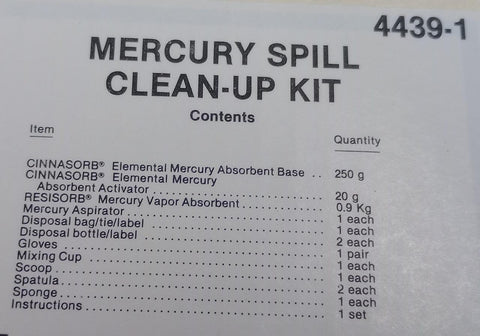 4439-1
MERCURY SPILL
CLEAN-UP KIT
Contents
Item Quantity
CINNASORB® Elemental Mercury Absorbent Base .. 250 g
CINNASORB® Elemental Mercury
Absorbent Activator ........................ 20 g
RESISORB® Mercury Vapor Absorbent ............ 0.9 Kg
Mercury Aspirator .............................. 1 each
Disposal bag/tie/label .......................... 1 each
Disposal bottle/label ........................... 2 each
Gloves ......................................... 1 pair
Mixing Cup ..................................... 1 each
Scoop .......................................... 1 each
Spatula ......................................... 2 each
Sponge ......................................... 1 each
Instructions .................................... 1 set